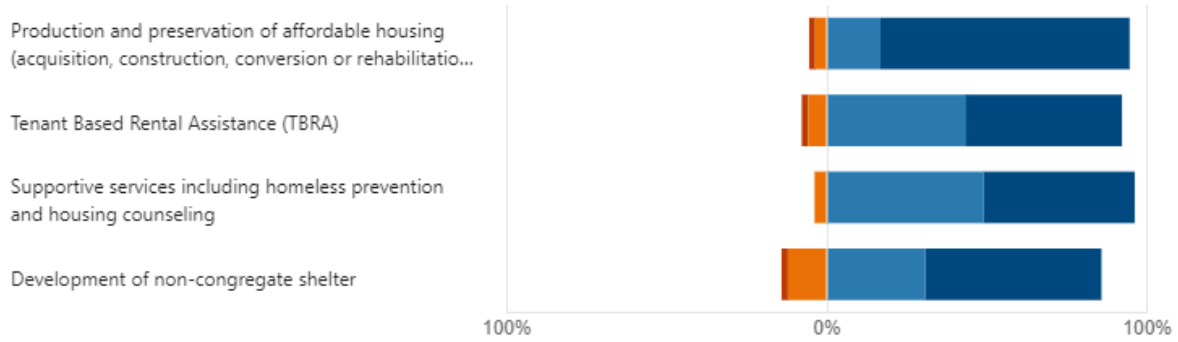 Production and preservation of affordable housing
(acquisition, construction, conversion or rehabilitatio...
Tenant Based Rental Assistance (TBRA)
Supportive services including homeless prevention
and housing counseling
Development of non-congregate shelter
100% 0% 100%